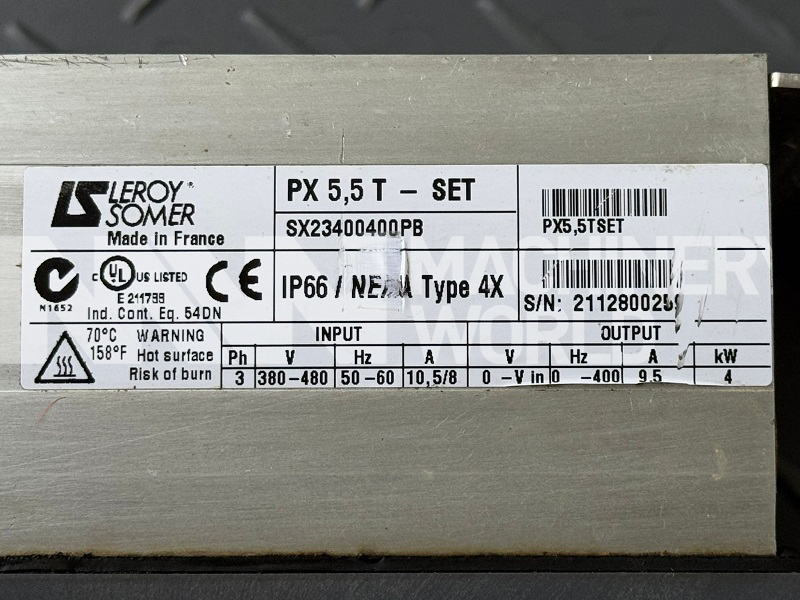 LEROY
SOMER
Made in France
PX 5,5 T – SET
SX23400400PB
PX5,5TSET
N1652
C UL US LISTED
E 211799
Ind. Cont. Eq. 54DN
CE
IP66 / NEMA Type 4X
S/N: 211280025
70°C WARNING
158°F Hot surface
Risk of burn
INPUT
OUTPUT
Ph V Hz A V Hz A kW
3 380–480 50–60 10,5/8 0 –V in 0 –400 9.5 4
MACHINERY
WORLD